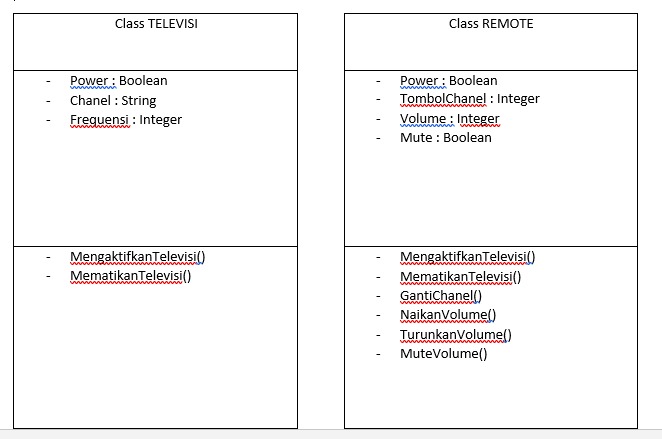 Class TELEVISI
- Power : Boolean
- Chanel : String
- Frequensi : Integer
- MengaktifkanTelevisi()
- MematikanTelevisi()
Class REMOTE
- Power : Boolean
- TombolChanel : Integer
- Volume : Integer
- Mute : Boolean
- MengaktifkanTelevisi()
- MematikanTelevisi()
- GantiChanel()
- NaikanVolume()
- TurunkanVolume()
- MuteVolume()